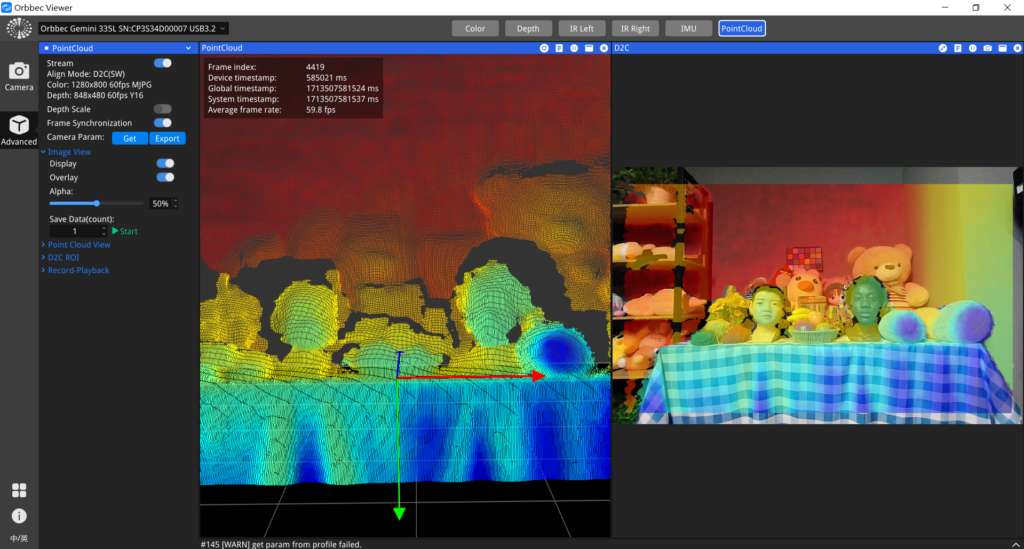 Orbbec Viewer
Orbbec Gemini 335L SN:CP3S34D00007 USB3.2
Color
Depth
IR Left
IR Right
IMU
PointCloud
Camera
Advanced
中/英
PointCloud
Stream
Align Mode: D2C(SW)
Color: 1280x800 60fps MJPG
Depth: 848x480 60fps Y16
Depth Scale
Frame Synchronization
Camera Param:
Get
Export
Image View
Display
Overlay
Alpha:
50%
Save Data(count):
1
Start
Point Cloud View
D2C ROI
Record-Playback
PointCloud
Frame index: 4419
Device timestamp: 585021 ms
Global timestamp: 1713507581524 ms
System timestamp: 1713507581537 ms
Average frame rate: 59.8 fps
D2C
#145 [WARN] get param from profile failed.